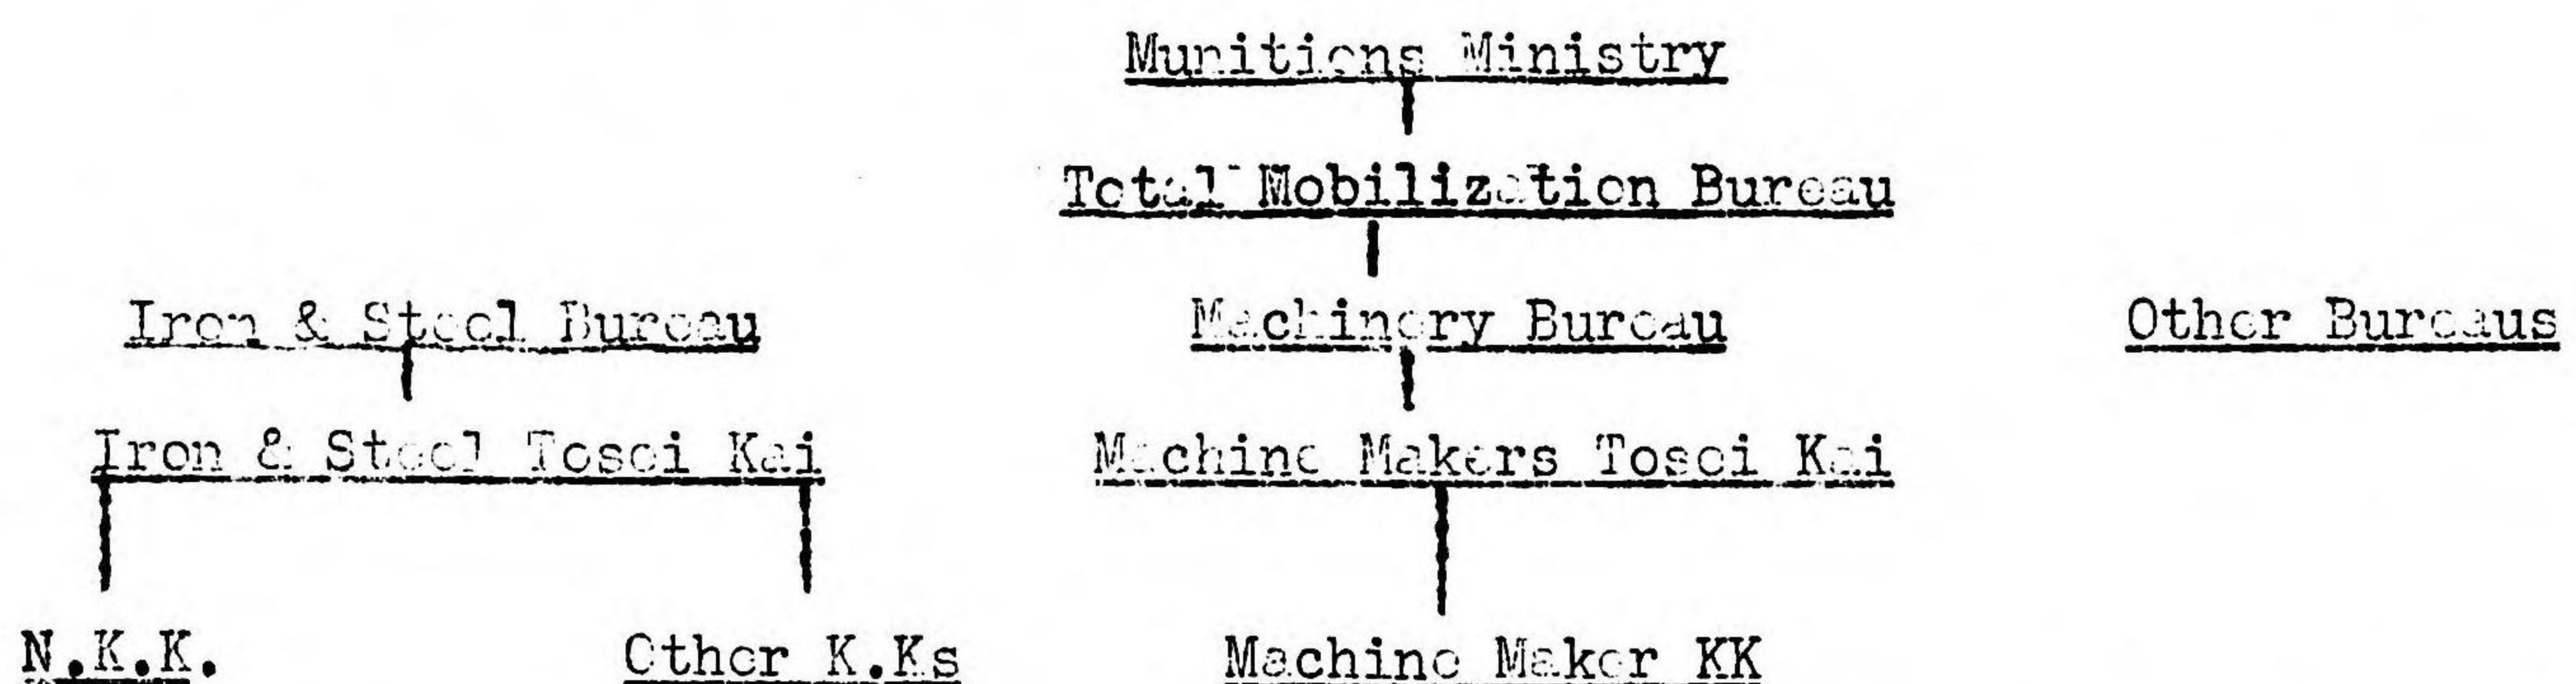 Munitions Ministry
Total Mobilization Bureau
Iron & Steel Bureau Machinery Bureau Other Bureaus
Iron & Steel Tosei Kai Machine Makers Tosei Kai
N.K.K. Other K.Ks Machine Maker KK